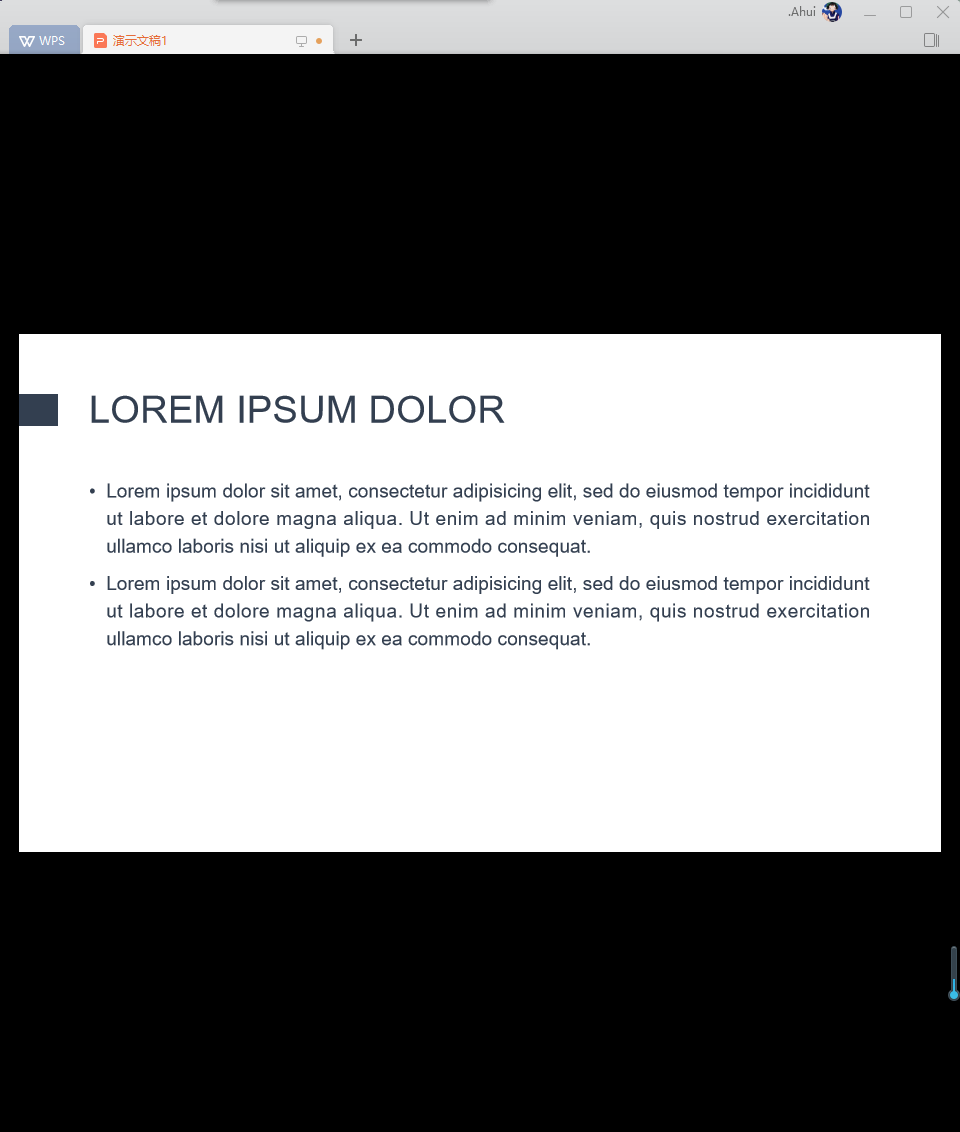 .Ahui
WPS
演示文稿1
LOREM IPSUM DOLOR
• Lorem ipsum dolor sit amet, consectetur adipisicing elit, sed do eiusmod tempor incididunt
ut labore et dolore magna aliqua. Ut enim ad minim veniam, quis nostrud exercitation
ullamco laboris nisi ut aliquip ex ea commodo consequat.
• Lorem ipsum dolor sit amet, consectetur adipisicing elit, sed do eiusmod tempor incididunt
ut labore et dolore magna aliqua. Ut enim ad minim veniam, quis nostrud exercitation
ullamco laboris nisi ut aliquip ex ea commodo consequat.